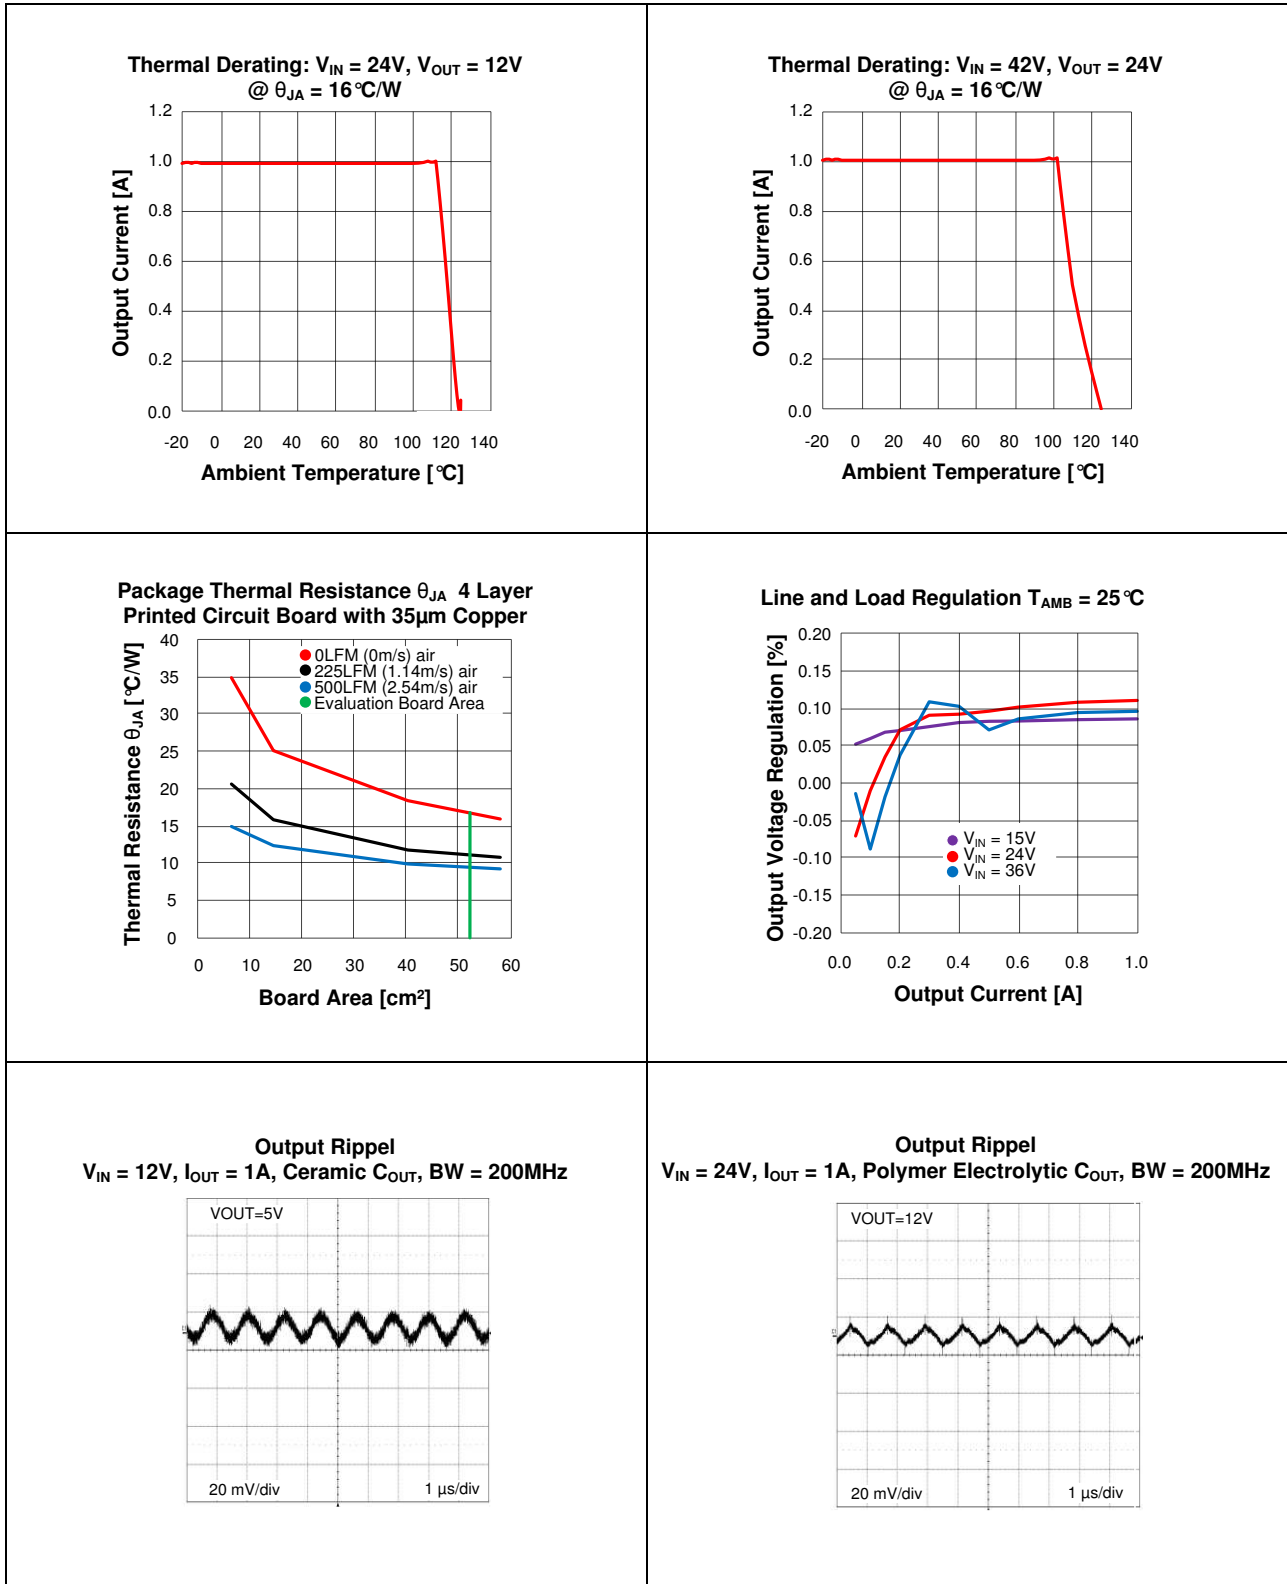 Thermal Derating: VIN = 24V, VOUT = 12V
@ θJA = 16°C/W
1.2
1.0
0.8
0.6
0.4
0.2
0.0
Output Current [A]
-20 0 20 40 60 80 100 120 140
Ambient Temperature [°C]
Thermal Derating: VIN = 42V, VOUT = 24V
@ θJA = 16°C/W
1.2
1.0
0.8
0.6
0.4
0.2
0.0
Output Current [A]
-20 0 20 40 60 80 100 120 140
Ambient Temperature [°C]
Package Thermal Resistance θJA 4 Layer
Printed Circuit Board with 35µm Copper
40
35
30
25
20
15
10
5
0
Thermal Resistance θJA [°C/W]
0LFM (0m/s) air
225LFM (1.14m/s) air
500LFM (2.54m/s) air
Evaluation Board Area
0 10 20 30 40 50 60
Board Area [cm²]
Line and Load Regulation TAMB = 25°C
0.20
0.15
0.10
0.05
0.00
-0.05
-0.10
-0.15
-0.20
Output Voltage Regulation [%]
VIN = 15V
VIN = 24V
VIN = 36V
0.0 0.2 0.4 0.6 0.8 1.0
Output Current [A]
Output Rippel
VIN = 12V, IOUT = 1A, Ceramic COUT, BW = 200MHz
VOUT=5V
20 mV/div 1 µs/div
Output Rippel
VIN = 24V, IOUT = 1A, Polymer Electrolytic COUT, BW = 200MHz
VOUT=12V
20 mV/div 1 µs/div